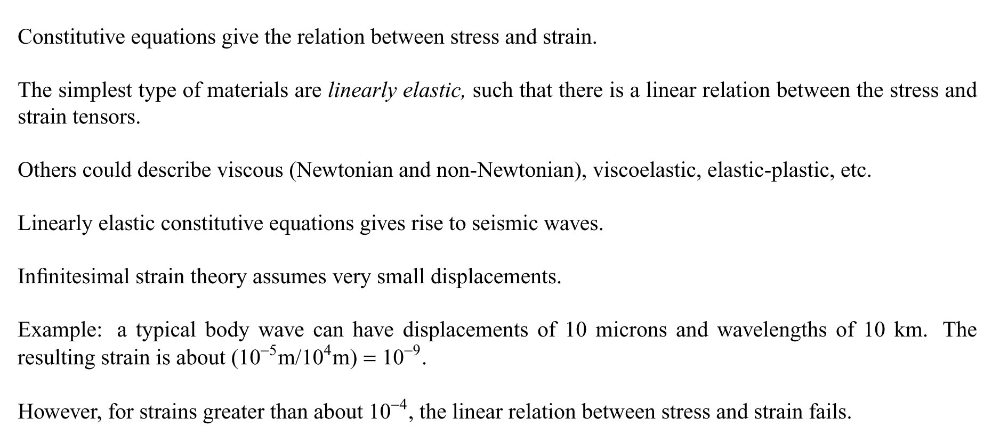 Constitutive equations give the relation between stress and strain.
The simplest type of materials are linearly elastic, such that there is a linear relation between the stress and
strain tensors.
Others could describe viscous (Newtonian and non-Newtonian), viscoelastic, elastic-plastic, etc.
Linearly elastic constitutive equations gives rise to seismic waves.
Infinitesimal strain theory assumes very small displacements.
Example: a typical body wave can have displacements of 10 microns and wavelengths of 10 km. The
resulting strain is about (10⁻⁵m/10⁴m) = 10⁻⁹.
However, for strains greater than about 10⁻⁴, the linear relation between stress and strain fails.